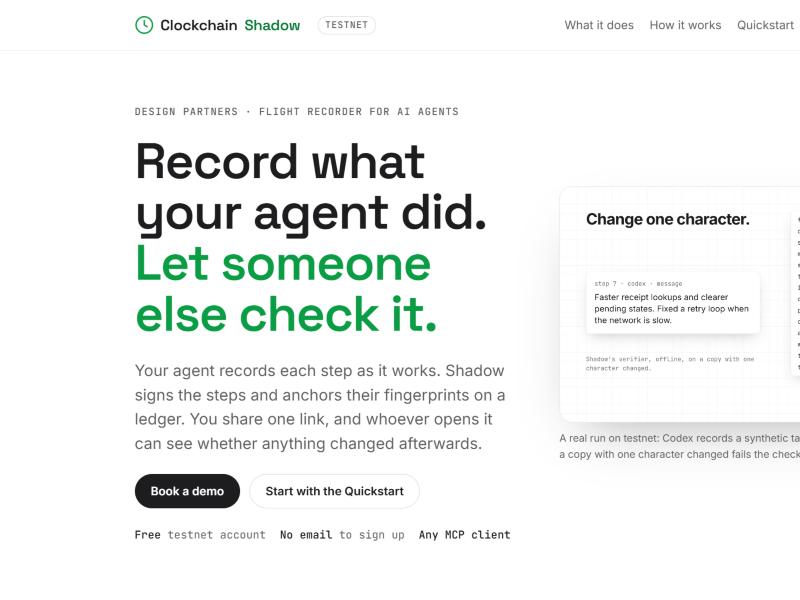 Clockchain Shadow TESTNET What it does How it works Quickstart
DESIGN PARTNERS · FLIGHT RECORDER FOR AI AGENTS
Record what
your agent did.
Let someone
else check it.
Your agent records each step as it works. Shadow
signs the steps and anchors their fingerprints on a
ledger. You share one link, and whoever opens it
can see whether anything changed afterwards.
Book a demo Start with the Quickstart
Free testnet account No email to sign up Any MCP client
Change one character.
step 7 · codex · message
Faster receipt lookups and clearer
pending states. Fixed a retry loop when
the network is slow.
Shadow's verifier, offline, on a copy with one
character changed.
A real run on testnet: Codex records a synthetic
a copy with one character changed fails the check